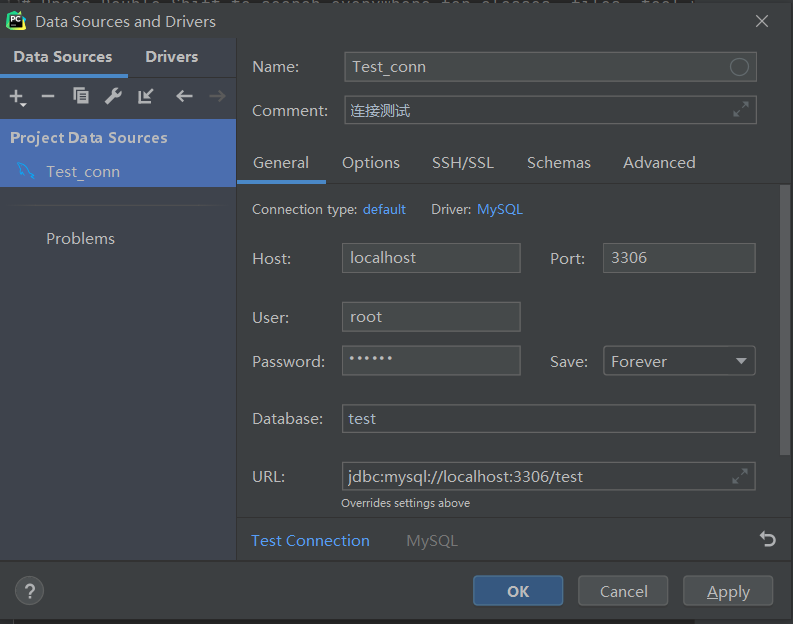 Data Sources and Drivers
Data Sources Drivers
Project Data Sources
Test_conn
Problems
Name: Test_conn
Comment: 连接测试
General Options SSH/SSL Schemas Advanced
Connection type: default Driver: MySQL
Host: localhost Port: 3306
User: root
Password: •••••• Save: Forever
Database: test
URL: jdbc:mysql://localhost:3306/test
Overrides settings above
Test Connection MySQL
? OK Cancel Apply